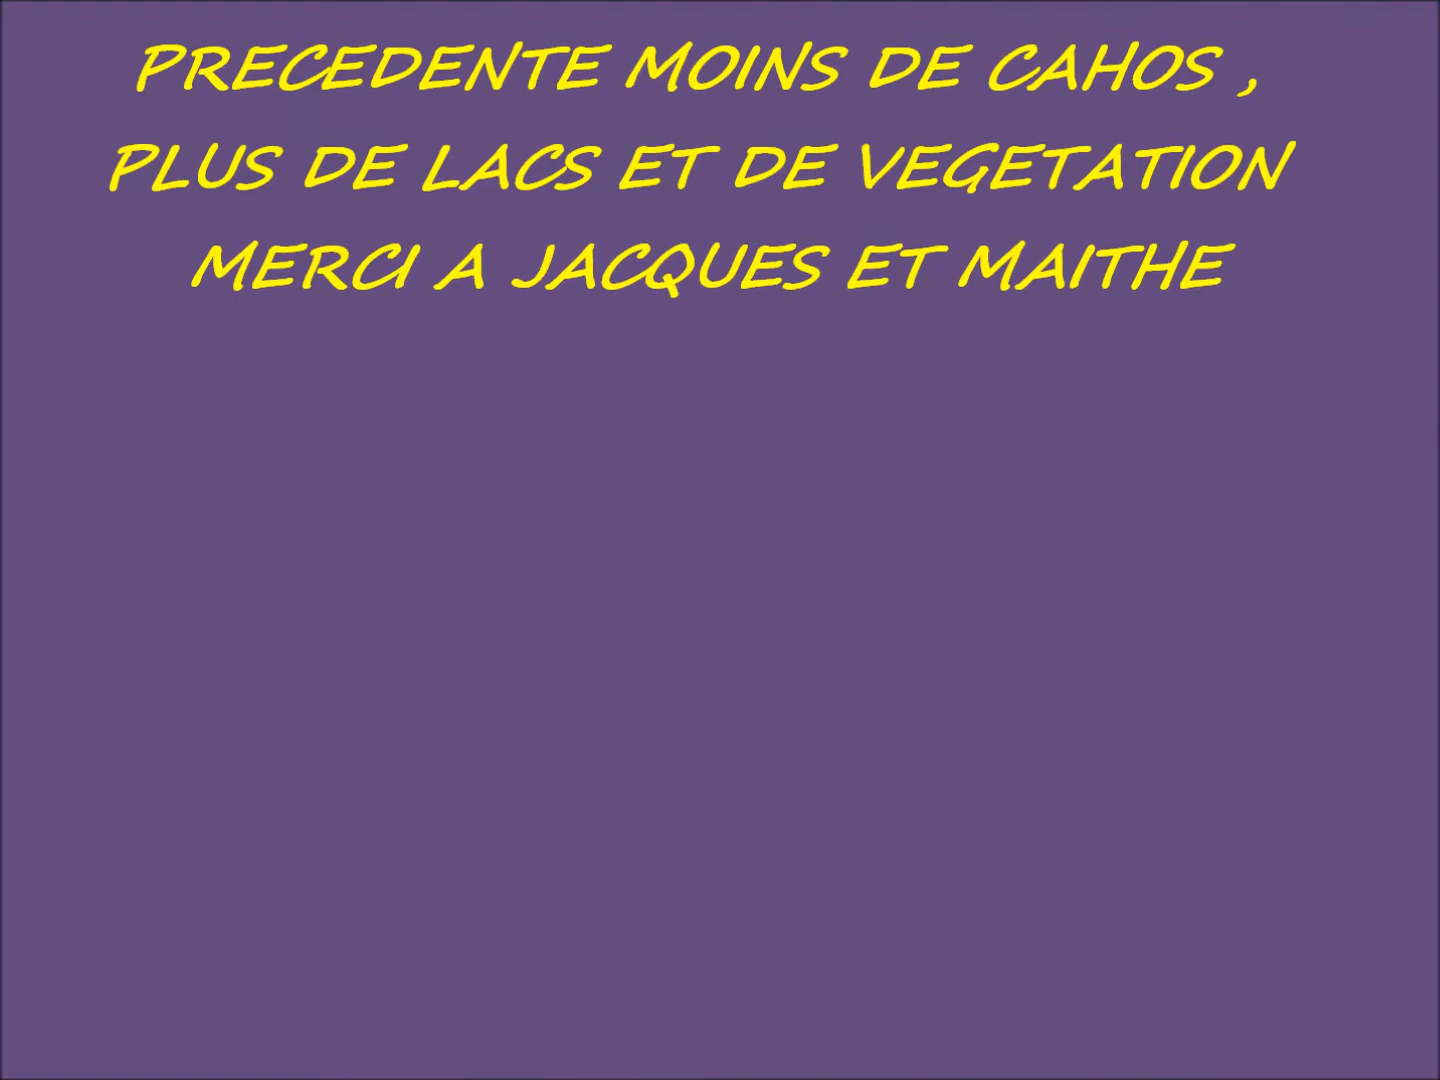 PRECEDENTE MOINS DE CAHOS ,
PLUS DE LACS ET DE VEGETATION
MERCI A JACQUES ET MAITHE